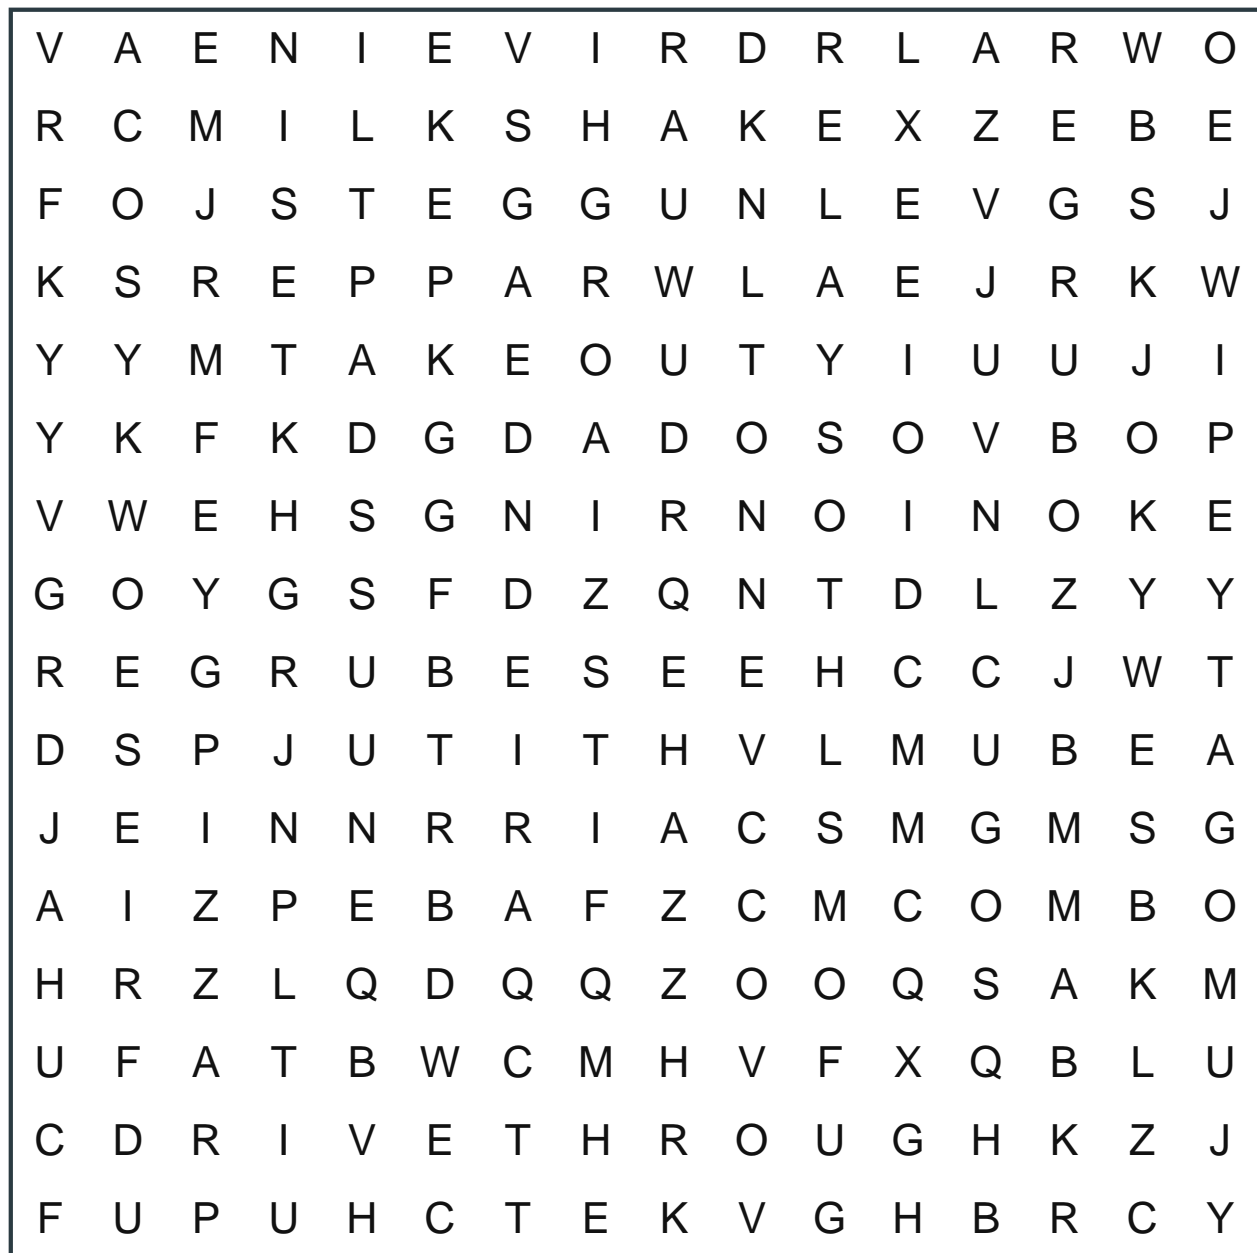 V A E N I E V I R D R L A R W O
R C M I L K S H A K E X Z E B E
F O J S T E G G U N L E V G S J
K S R E P P A R W L A E J R K W
Y Y M T A K E O U T Y I U U J I
Y K F K D G D A D O S O V B O P
V W E H S G N I R N O I N O K E
G O Y G S F D Z Q N T D L Z Y Y
R E G R U B E S E E H C C J W T
D S P J U T I T H V L M U B E A
J E I N N R R I A C S M G M S G
A I Z P E B A F Z C M C O M B O
H R Z L Q D Q Q Z O O Q S A K M
U F A T B W C M H V F X Q B L U
C D R I V E T H R O U G H K Z J
F U P U H C T E K V G H B R C Y